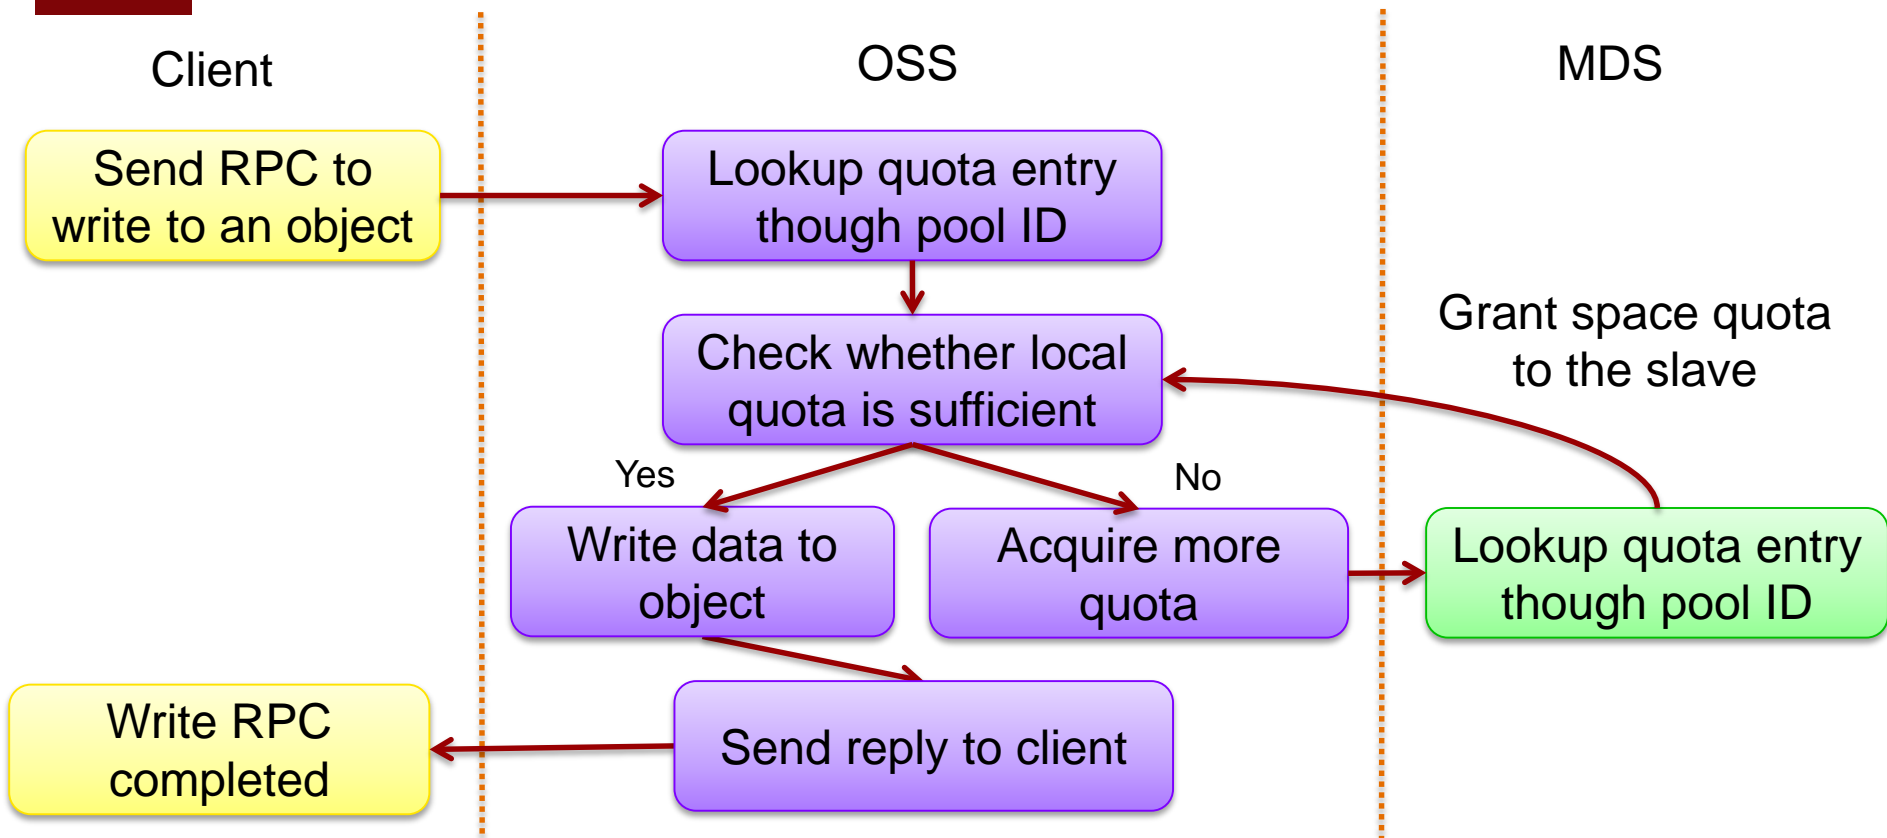 Client
OSS
MDS
Send RPC to
write to an object
Lookup quota entry
though pool ID
Grant space quota
to the slave
Check whether local
quota is sufficient
Yes
No
Write data to
object
Acquire more
quota
Lookup quota entry
though pool ID
Write RPC
completed
Send reply to client